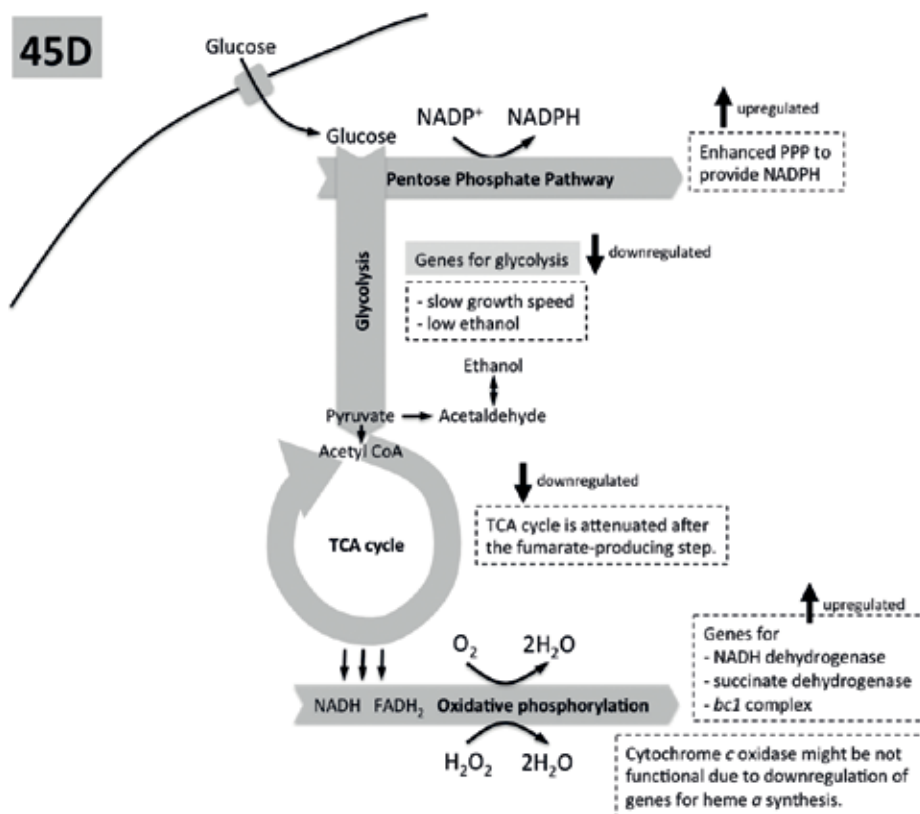 45D
Glucose
Glucose
NADP⁺ NADPH
Pentose Phosphate Pathway
upregulated
Enhanced PPP to
provide NADPH
Glycolysis
Genes for glycolysis
downregulated
- slow growth speed
- low ethanol
Ethanol
Pyruvate
Acetaldehyde
Acetyl CoA
TCA cycle
downregulated
TCA cycle is attenuated after
the fumarate-producing step.
upregulated
Genes for
- NADH dehydrogenase
- succinate dehydrogenase
- bc1 complex
O₂ 2H₂O
NADH FADH₂ Oxidative phosphorylation
H₂O₂ 2H₂O
Cytochrome c oxidase might be not
functional due to downregulation of
genes for heme a synthesis.